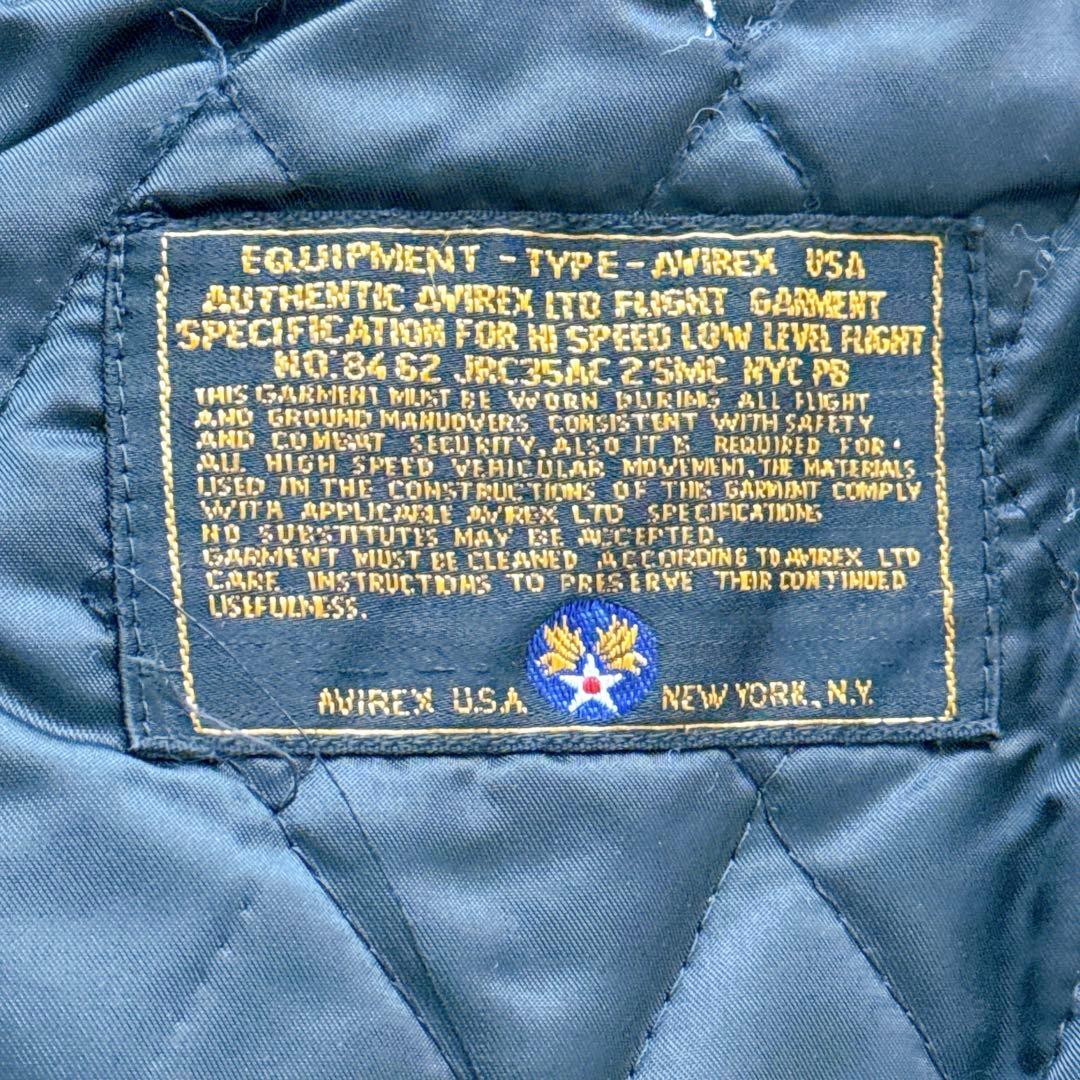 EQUIPMENT - TYPE - AVIREX USA
AUTHENTIC AVIREX LTD FLIGHT GARMENT
SPECIFICATION FOR HI SPEED LOW LEVEL FLIGHT
NO. 8462 JRC35AC 2'SMC NYC PB
THIS GARMENT MUST BE WORN DURING ALL FLIGHT
AND GROUND MANUOVERS CONSISTENT WITH SAFETY
AND COMBAT SECURITY, ALSO IT IS REQUIRED FOR
ALL HIGH SPEED VEHICULAR MOVEMENT, THE MATERIALS
USED IN THE CONSTRUCTIONS OF THIS GARMENT COMPLY
WITH APPLICABLE AVIREX LTD SPECIFICATIONS
NO SUBSTITUTES MAY BE ACCEPTED.
GARMENT MUST BE CLEANED ACCORDING TO AVIREX LTD
CARE INSTRUCTIONS TO PRESERVE THEIR CONTINUED
USEFULNESS.
AVIREX U.S.A. NEW YORK, N.Y.